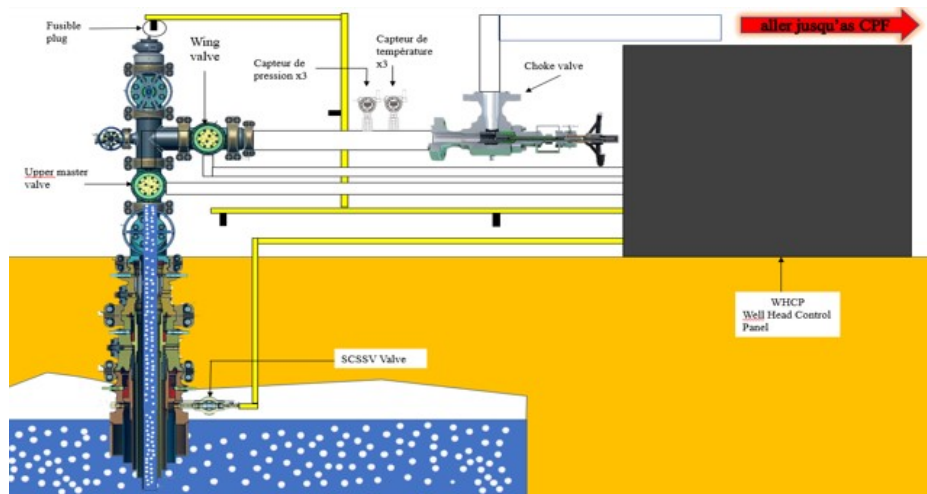 Fusible
plug
Wing
valve
Capteur de
pression x3
Capteur de
température
x3
Choke valve
aller jusqu'as CPF
Upper master
valve
WHCP
Well Head Control
Panel
SCSSV Valve